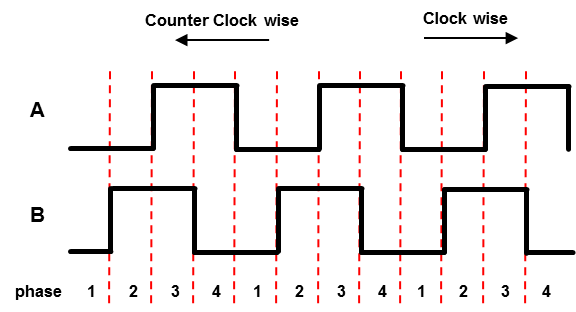 Counter Clock wise
Clock wise
A
B
phase 1 2 3 4 1 2 3 4 1 2 3 4